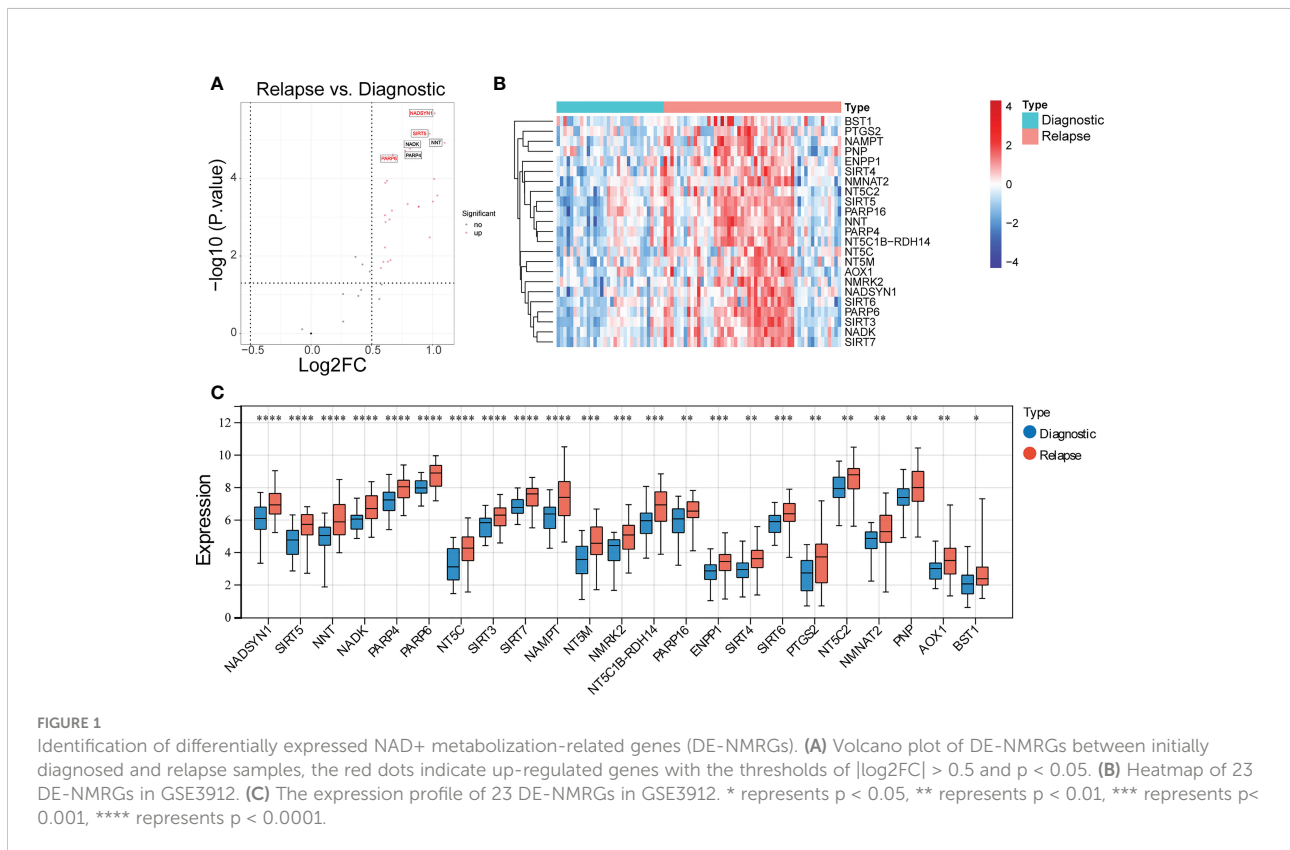 A
Relapse vs. Diagnostic
NADSYN1
SIRT5
NADK
NNT
PARP4
PARP6
4
2
0
−log10 (P.value)
−0.5
0.0
0.5
1.0
Log2FC
Significant
no
up
B
Type
BST1
PTGS2
NAMPT
PNP
ENPP1
SIRT4
NMNAT2
NT5C2
SIRT5
PARP16
NNT
PARP4
NT5C1B−RDH14
NT5C
NT5M
AOX1
NMRK2
NADSYN1
SIRT6
PARP6
SIRT3
NADK
SIRT7
4
2
0
−2
−4
Type
Diagnostic
Relapse
C
**** **** **** **** **** **** **** **** **** **** *** *** *** ** *** ** *** ** ** ** ** ** *
12
10
8
6
4
2
0
Expression
NADSYN1
SIRT5
NNT
NADK
PARP4
PARP6
NT5C
SIRT3
SIRT7
NAMPT
NT5M
NMRK2
NT5C1B-RDH14
PARP16
ENPP1
SIRT4
SIRT6
PTGS2
NT5C2
NMNAT2
PNP
AOX1
BST1
Type
Diagnostic
Relapse
FIGURE 1
Identification of differentially expressed NAD+ metabolization-related genes (DE-NMRGs). (A) Volcano plot of DE-NMRGs between initially
diagnosed and relapse samples, the red dots indicate up-regulated genes with the thresholds of |log2FC| > 0.5 and p < 0.05. (B) Heatmap of 23
DE-NMRGs in GSE3912. (C) The expression profile of 23 DE-NMRGs in GSE3912. * represents p < 0.05, ** represents p < 0.01, *** represents p<
0.001, **** represents p < 0.0001.